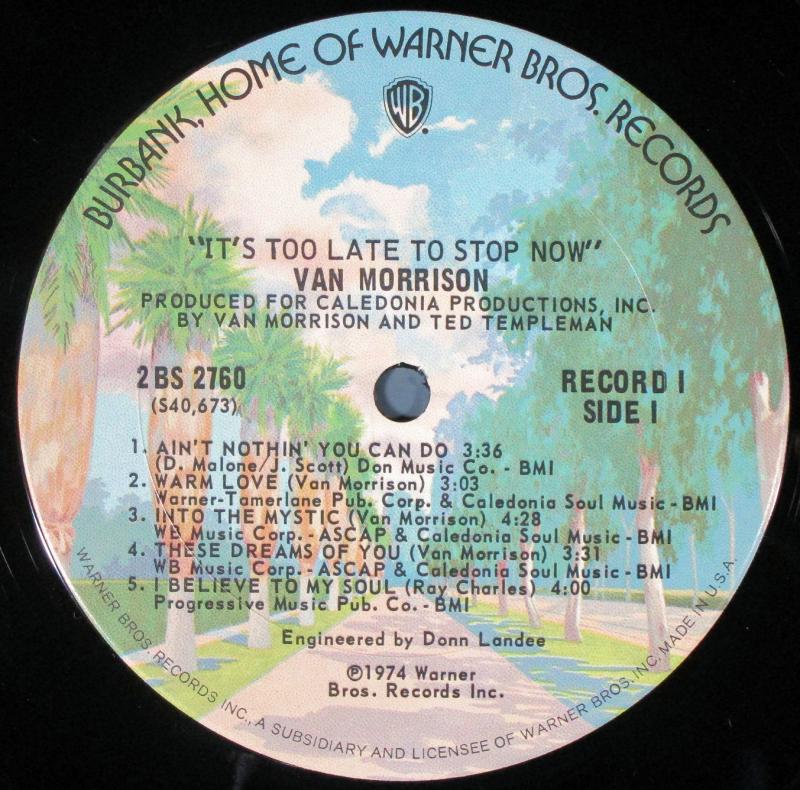 BURBANK, HOME OF WARNER BROS. RECORDS
WB
"IT'S TOO LATE TO STOP NOW"
VAN MORRISON
PRODUCED FOR CALEDONIA PRODUCTIONS, INC.
BY VAN MORRISON AND TED TEMPLEMAN
2 BS 2760
(S40,673)
RECORD I
SIDE I
1. AIN'T NOTHIN' YOU CAN DO 3:36
(D. Malone/J. Scott) Don Music Co. - BMI
2. WARM LOVE (Van Morrison) 3:03
Warner-Tamerlane Pub. Corp. & Caledonia Soul Music - BMI
3. INTO THE MYSTIC (Van Morrison) 4:28
WB Music Corp. - ASCAP & Caledonia Soul Music - BMI
4. THESE DREAMS OF YOU (Van Morrison) 3:31
WB Music Corp. - ASCAP & Caledonia Soul Music - BMI
5. I BELIEVE TO MY SOUL (Ray Charles) 4:00
Progressive Music Pub. Co. - BMI
Engineered by Donn Landee
℗1974 Warner
Bros. Records Inc.
WARNER BROS. RECORDS INC., A SUBSIDIARY AND LICENSEE OF WARNER BROS. INC. MADE IN U.S.A.